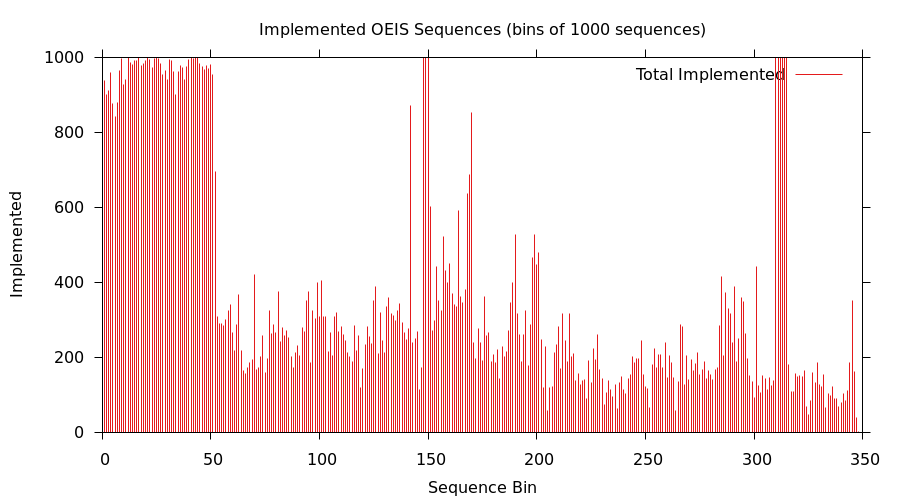 Implemented OEIS Sequences (bins of 1000 sequences)
Total Implemented
1000
800
600
400
200
0
Implemented
0 50 100 150 200 250 300 350
Sequence Bin